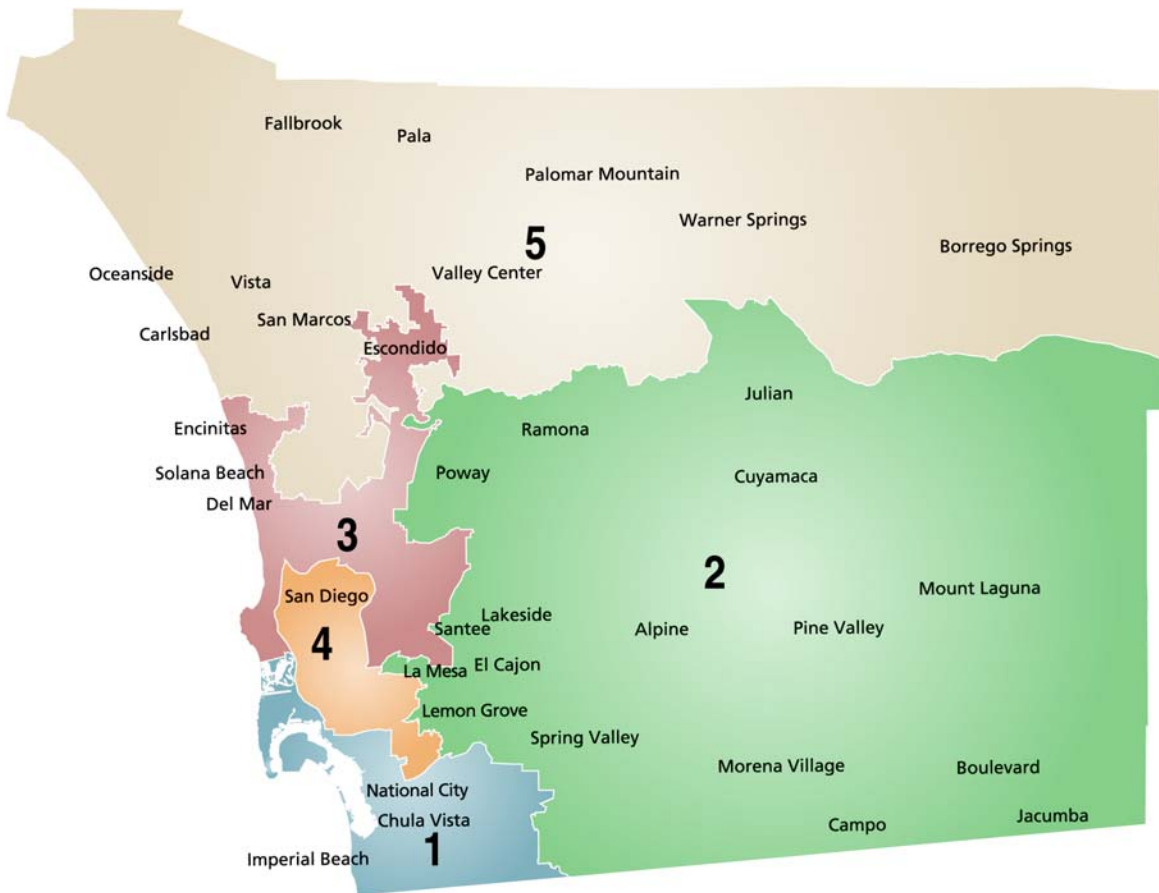 Fallbrook
Pala
Palomar Mountain
Warner Springs
5
Borrego Springs
Oceanside
Vista
Valley Center
San Marcos
Carlsbad
Escondido
Julian
Encinitas
Ramona
Solana Beach
Poway
Cuyamaca
Del Mar
3
2
San Diego
Mount Laguna
Lakeside
Santee
Alpine
Pine Valley
4
La Mesa
El Cajon
Lemon Grove
Spring Valley
Morena Village
Boulevard
National City
Chula Vista
Campo
Jacumba
1
Imperial Beach